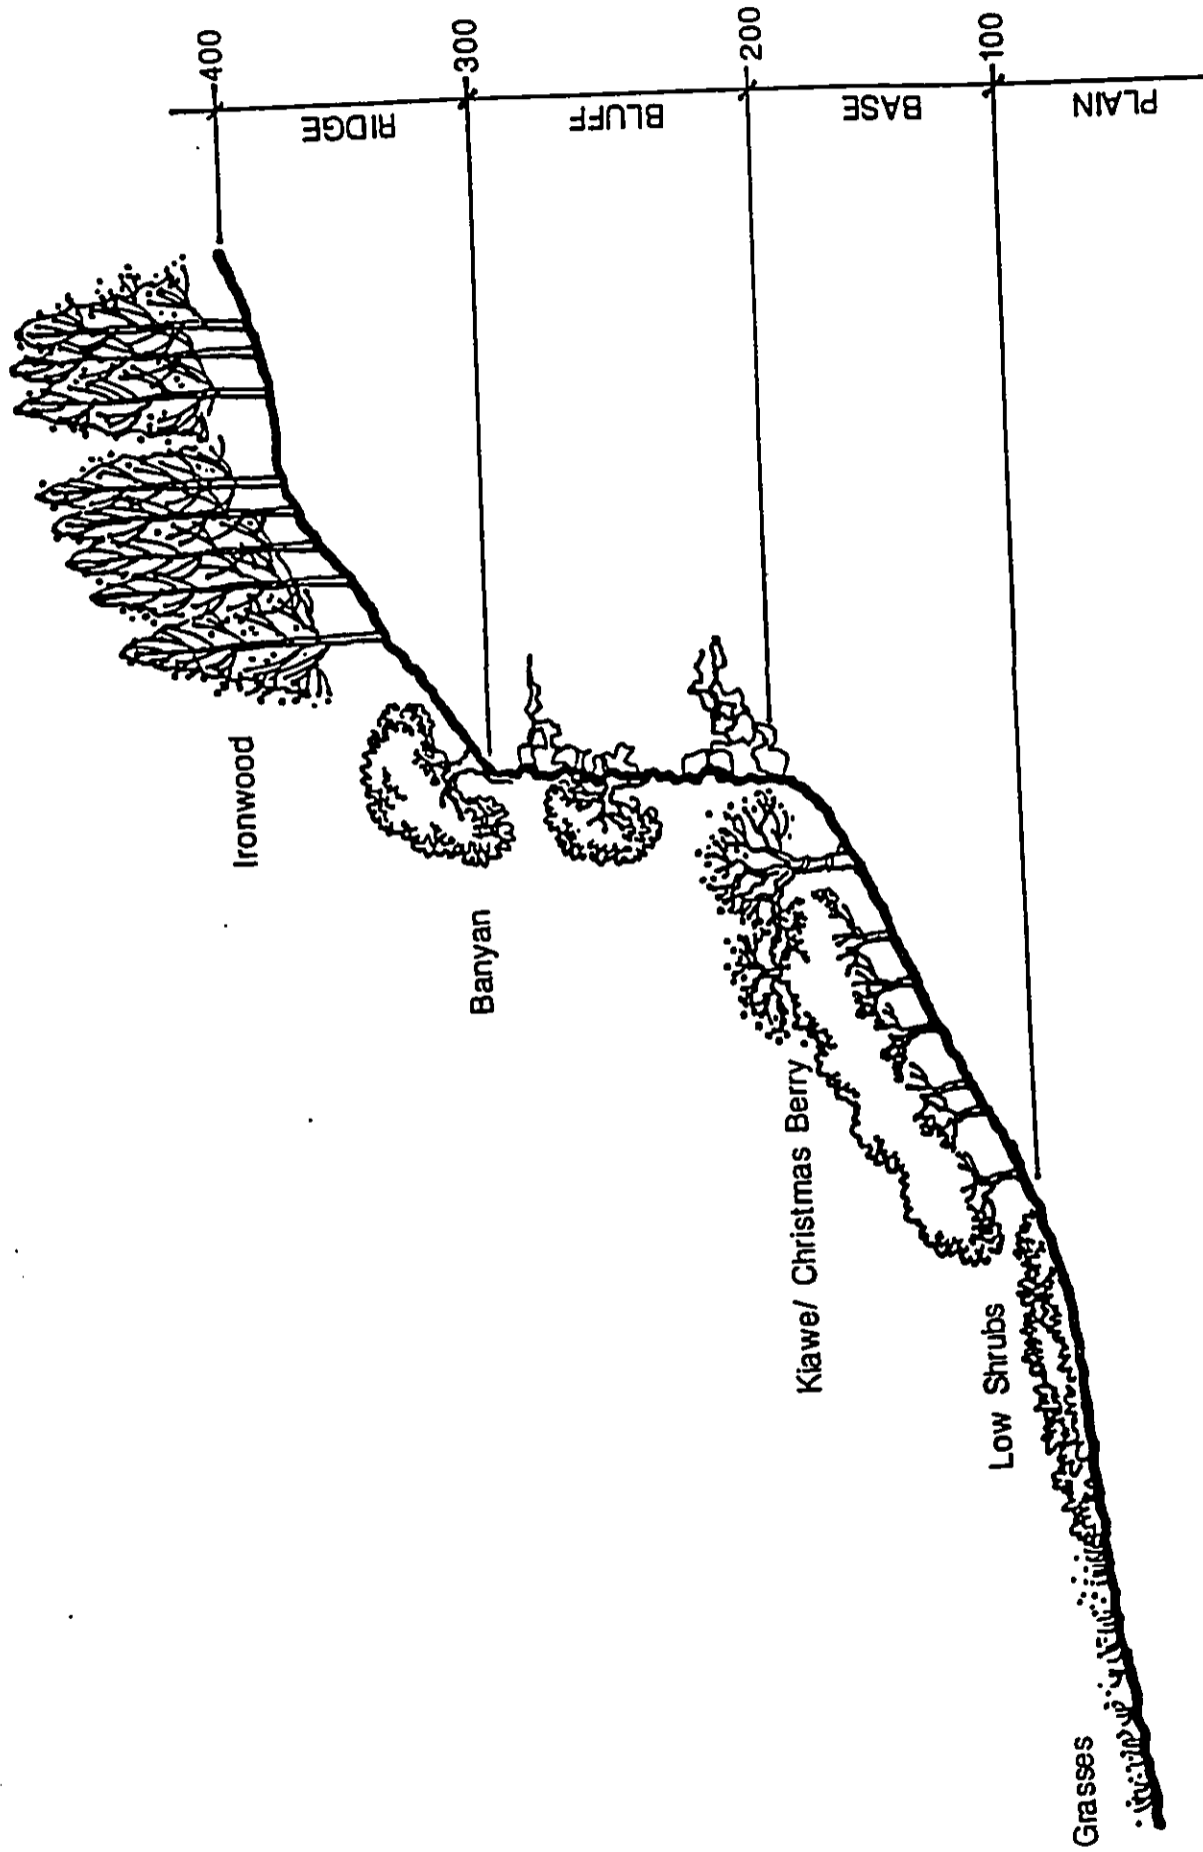 400
RIDGE
300
BLUFF
200
BASE
100
PLAIN
Ironwood
Banyan
Kiawe/ Christmas Berry
Low Shrubs
Grasses